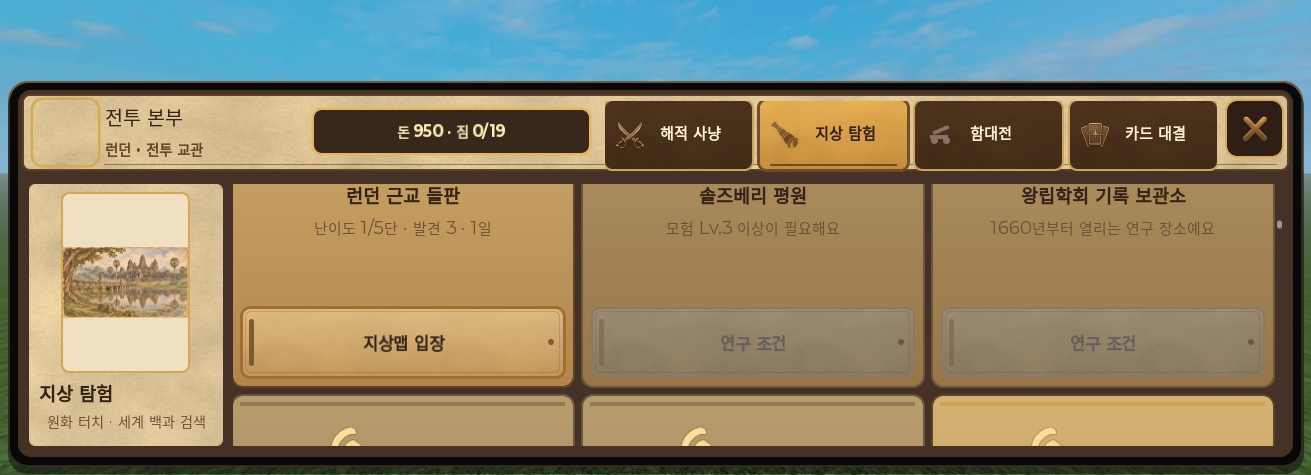 전투 본부
런던 · 전투 교관
돈 950 · 짐 0/19
해적 사냥
지상 탐험
함대전
카드 대결
런던 근교 들판
난이도 1/5단 · 발견 3 · 1일
지상맵 입장
솔즈베리 평원
모험 Lv.3 이상이 필요해요
연구 조건
왕립학회 기록 보관소
1660년부터 열리는 연구 장소예요
연구 조건
지상 탐험
원화 터치 · 세계 백과 검색